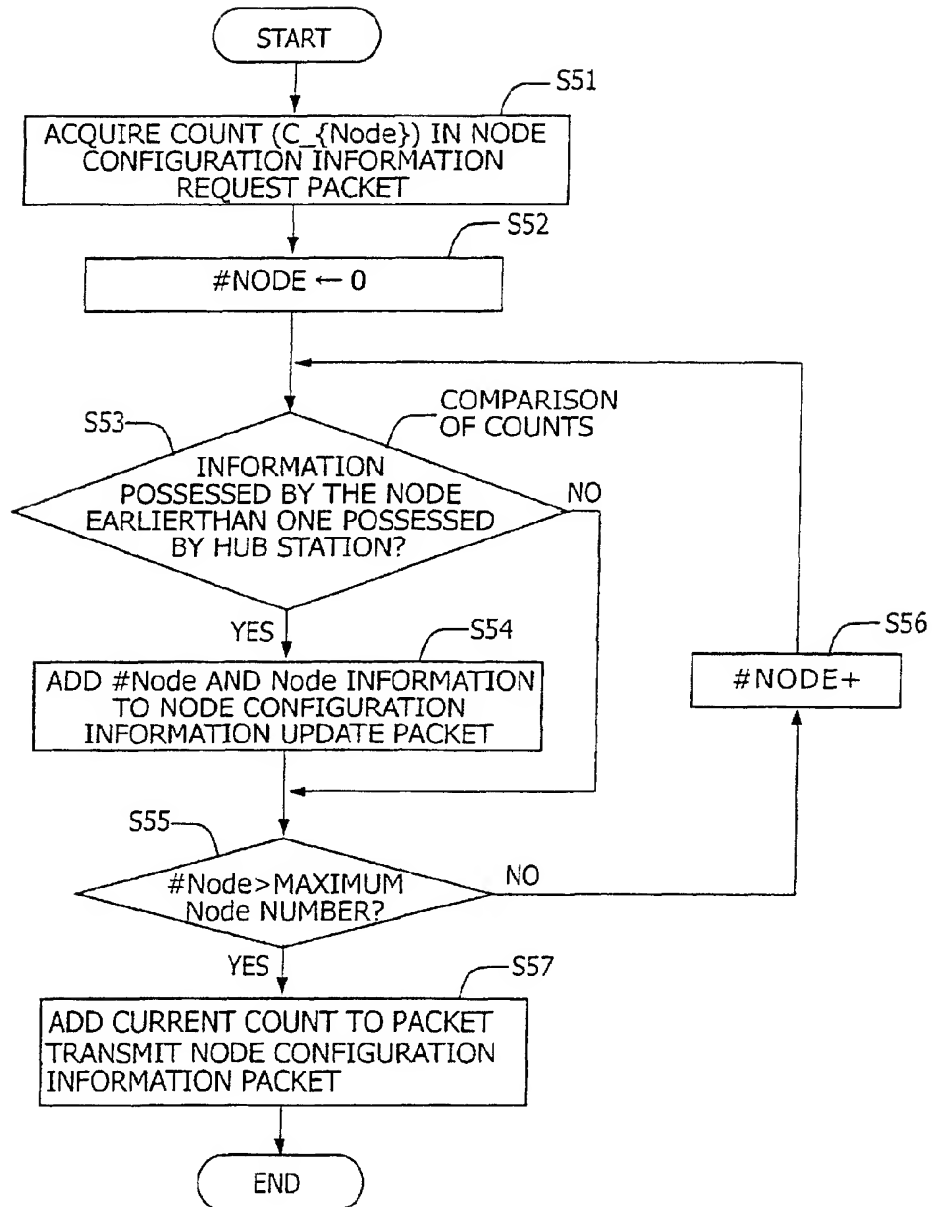 START
S51
ACQUIRE COUNT (C_{Node}) IN NODE
CONFIGURATION INFORMATION
REQUEST PACKET
S52
#NODE ← 0
S53
COMPARISON
OF COUNTS
INFORMATION
POSSESSED BY THE NODE
EARLIERTHAN ONE POSSESSED
BY HUB STATION?
NO
YES
S54
ADD #Node AND Node INFORMATION
TO NODE CONFIGURATION
INFORMATION UPDATE PACKET
S56
#NODE+
S55
#Node>MAXIMUM
Node NUMBER?
NO
YES
S57
ADD CURRENT COUNT TO PACKET
TRANSMIT NODE CONFIGURATION
INFORMATION PACKET
END